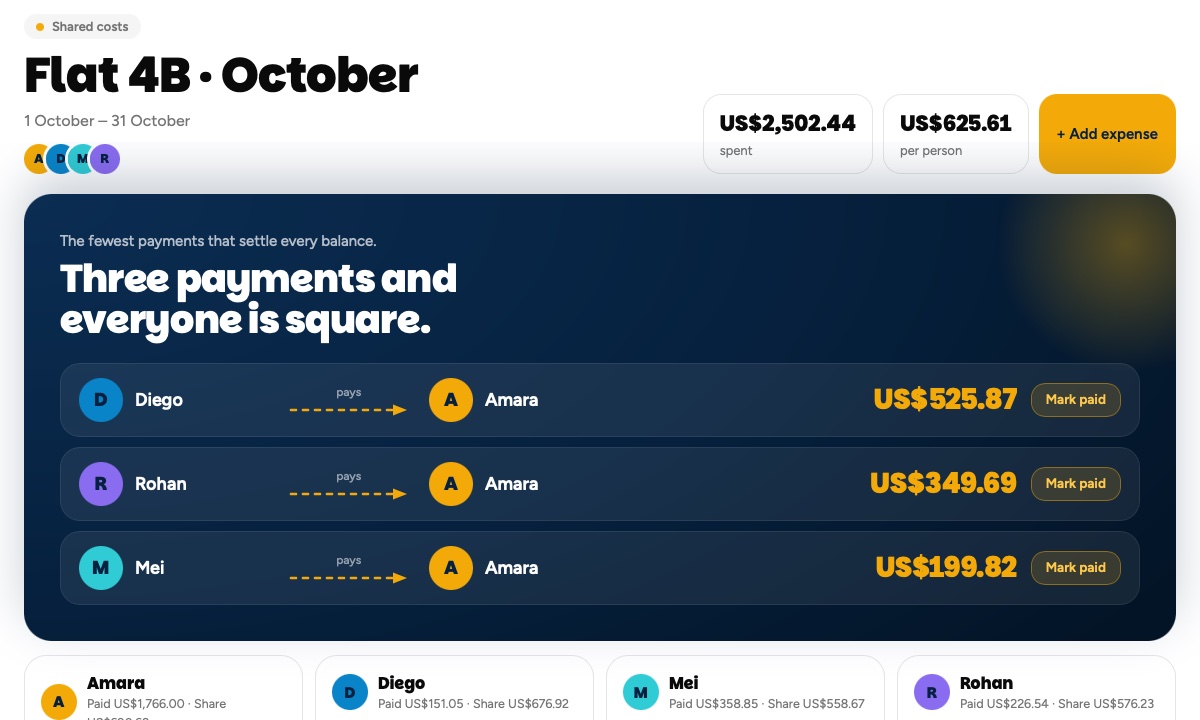 Shared costs
Flat 4B · October
1 October – 31 October
A D M R
US$2,502.44
spent
US$625.61
per person
+ Add expense
The fewest payments that settle every balance.
Three payments and
everyone is square.
D Diego pays A Amara US$525.87 Mark paid
R Rohan pays A Amara US$349.69 Mark paid
M Mei pays A Amara US$199.82 Mark paid
A
Amara
Paid US$1,766.00 · Share
D
Diego
Paid US$151.05 · Share US$676.92
M
Mei
Paid US$358.85 · Share US$558.67
R
Rohan
Paid US$226.54 · Share US$576.23